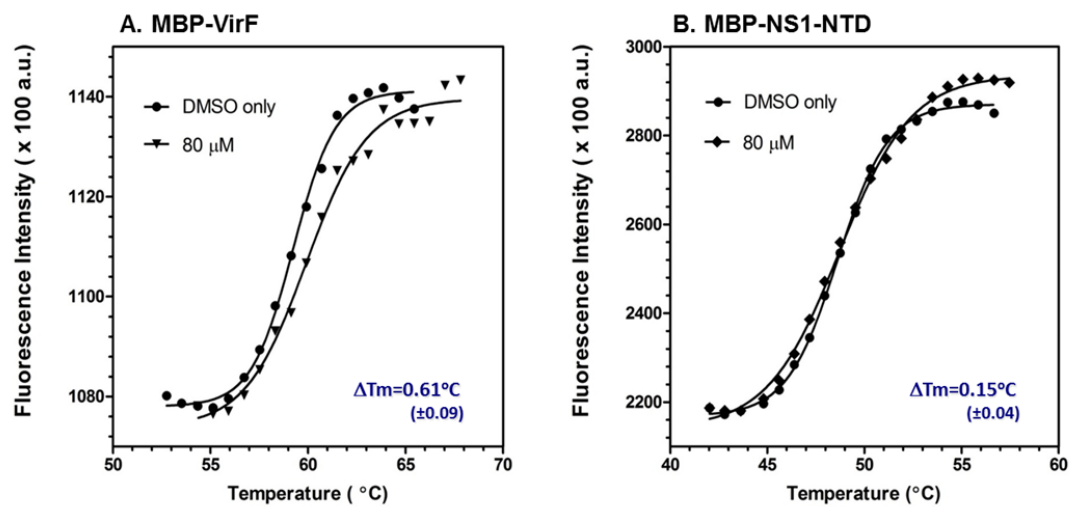 A. MBP-VirF
Fluorescence Intensity ( x 100 a.u.)
1140
1120
1100
1080
DMSO only
80 μM
ΔTm=0.61°C
(±0.09)
50 55 60 65 70
Temperature ( °C)
B. MBP-NS1-NTD
Fluorescence Intensity ( x 100 a.u.)
3000
2800
2600
2400
2200
DMSO only
80 μM
ΔTm=0.15°C
(±0.04)
40 45 50 55 60
Temperature (°C)